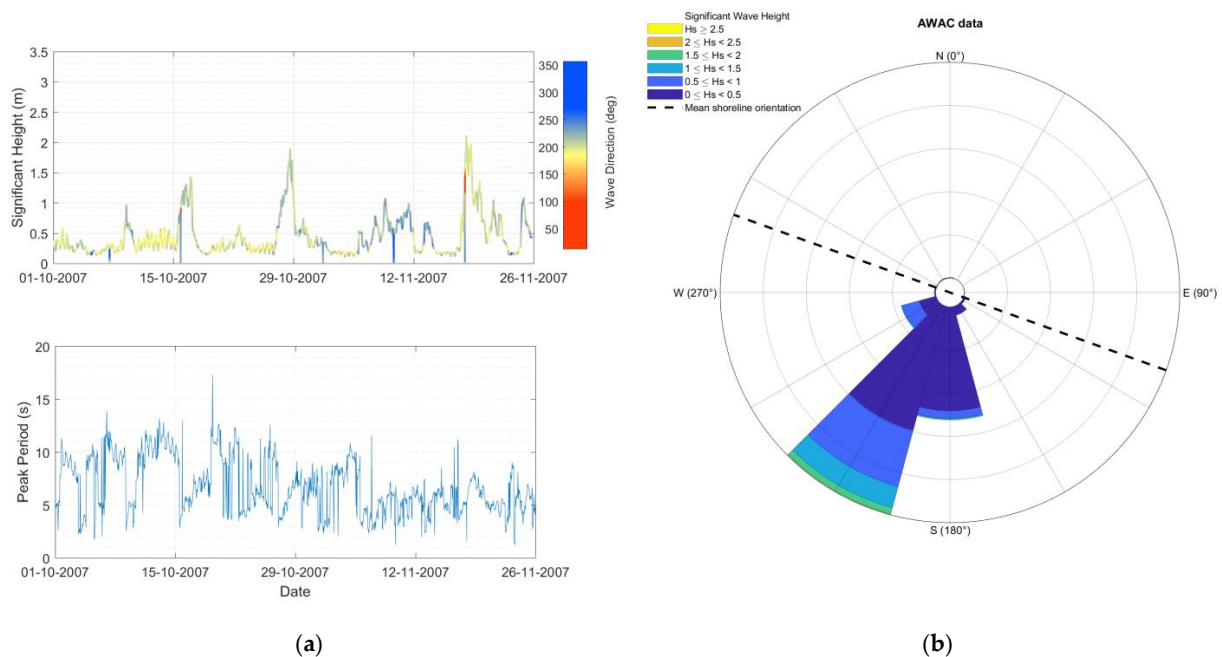 3.5
3
2.5
2
1.5
1
0.5
0
Significant Height (m)
01-10-2007 15-10-2007 29-10-2007 12-11-2007 26-11-2007
350
300
250
200
150
100
50
Wave Direction (deg)
20
15
10
5
0
Peak Period (s)
01-10-2007 15-10-2007 29-10-2007 12-11-2007 26-11-2007
Date
(a)
Significant Wave Height
Hs ≥ 2.5
2 ≤ Hs < 2.5
1.5 ≤ Hs < 2
1 ≤ Hs < 1.5
0.5 ≤ Hs < 1
0 ≤ Hs < 0.5
Mean shoreline orientation
AWAC data
N (0°)
W (270°)
E (90°)
S (180°)
(b)